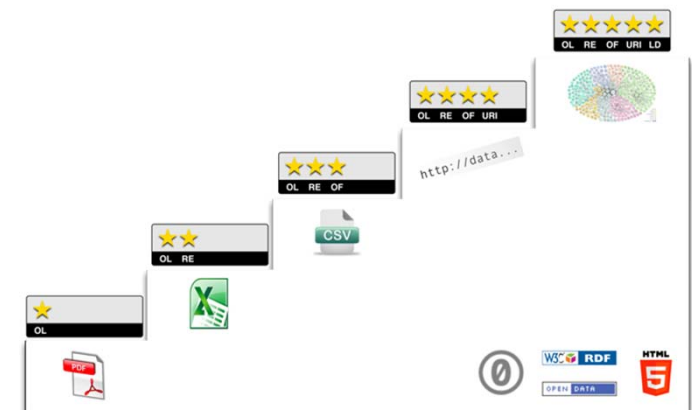 OL RE OF URI LD
OL RE OF URI
http://data...
OL RE OF
CSV
OL RE
X
OL
PDF
0
W3C RDF
OPEN DATA
HTML
5